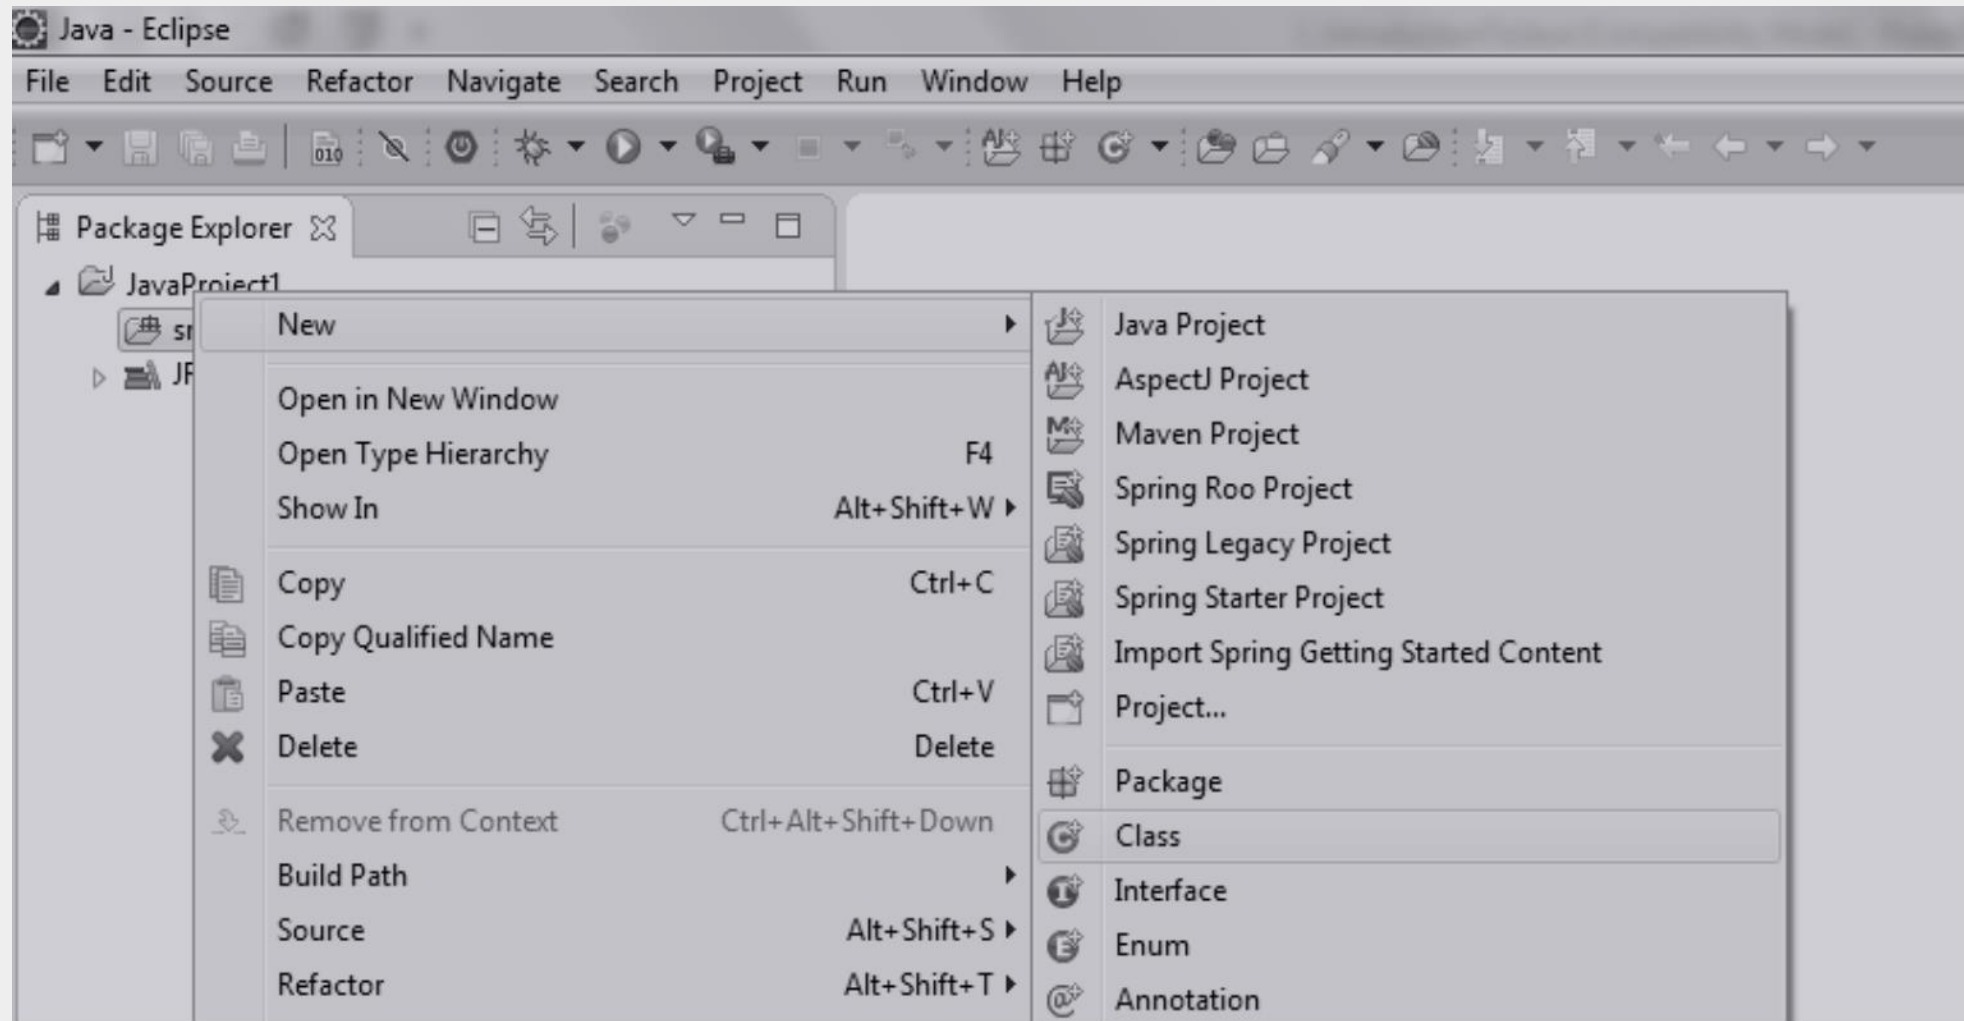 Java - Eclipse
File Edit Source Refactor Navigate Search Project Run Window Help
010
Package Explorer
JavaProject1
New
Open in New Window
Open Type Hierarchy F4
Show In Alt+Shift+W
Copy Ctrl+C
Copy Qualified Name
Paste Ctrl+V
Delete Delete
Remove from Context Ctrl+Alt+Shift+Down
Build Path
Source Alt+Shift+S
Refactor Alt+Shift+T
Java Project
AspectJ Project
Maven Project
Spring Roo Project
Spring Legacy Project
Spring Starter Project
Import Spring Getting Started Content
Project...
Package
Class
Interface
Enum
Annotation